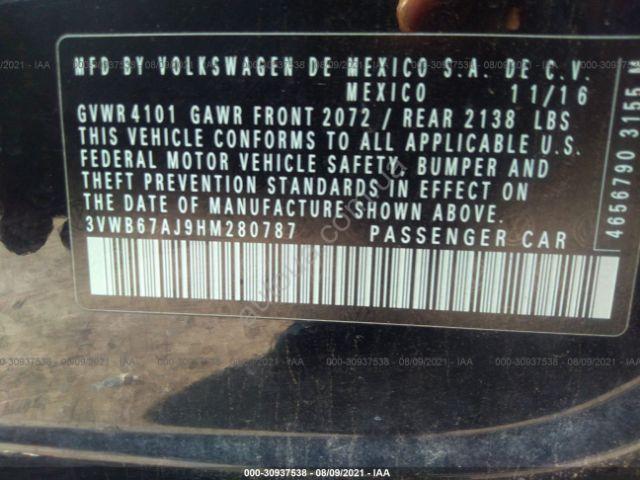 MFD BY VOLKSWAGEN DE MEXICO S.A. DE C.V.
MEXICO 11/16
GVWR 4101 GAWR FRONT 2072 / REAR 2138 LBS
THIS VEHICLE CONFORMS TO ALL APPLICABLE U.S.
FEDERAL MOTOR VEHICLE SAFETY, BUMPER AND
THEFT PREVENTION STANDARDS IN EFFECT ON
THE DATE OF MANUFACTURE SHOWN ABOVE.
3VWB67AJ9HM280787 PASSENGER CAR
4656790 3155
000-30937538 - 08/09/2021 - IAA